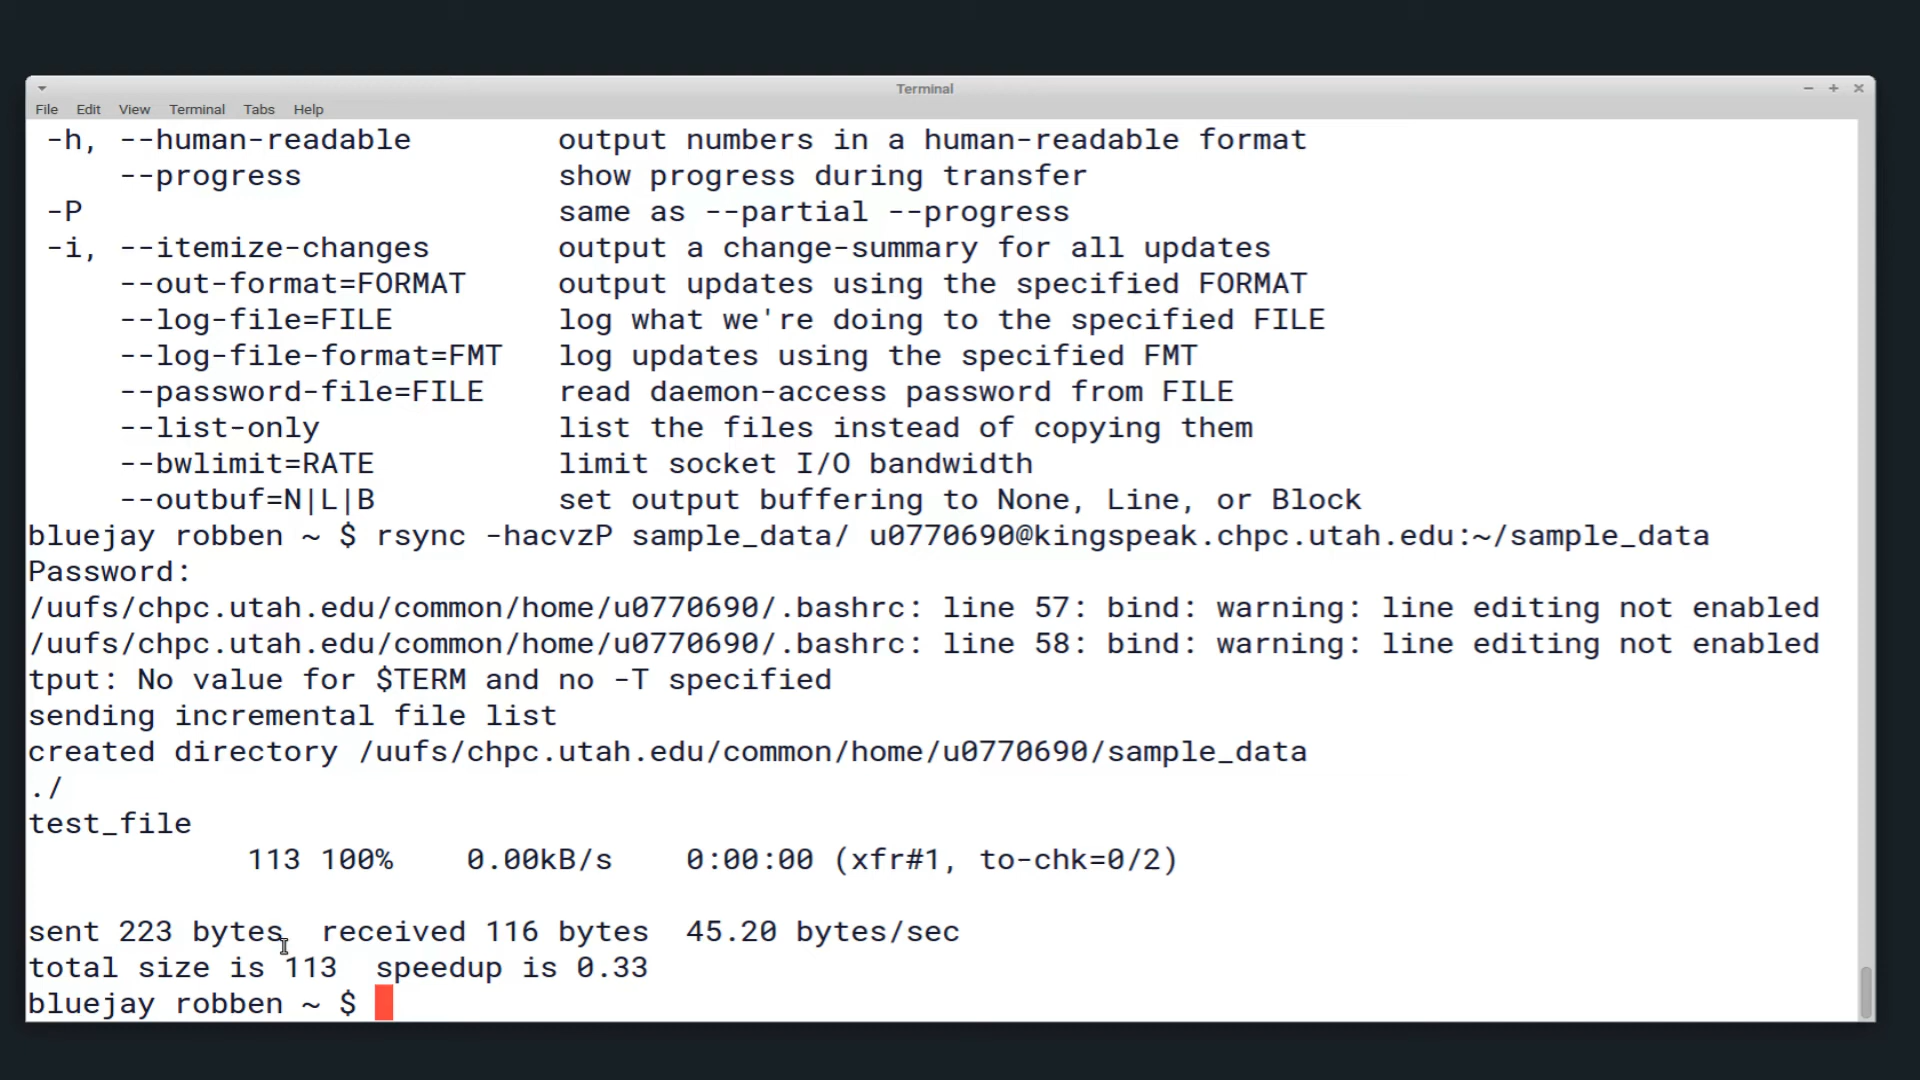 Terminal
File Edit View Terminal Tabs Help
-h, --human-readable output numbers in a human-readable format
--progress show progress during transfer
-P same as --partial --progress
-i, --itemize-changes output a change-summary for all updates
--out-format=FORMAT output updates using the specified FORMAT
--log-file=FILE log what we're doing to the specified FILE
--log-file-format=FMT log updates using the specified FMT
--password-file=FILE read daemon-access password from FILE
--list-only list the files instead of copying them
--bwlimit=RATE limit socket I/O bandwidth
--outbuf=N|L|B set output buffering to None, Line, or Block
bluejay robben ~ $ rsync -hacvzP sample_data/ u0770690@kingspeak.chpc.utah.edu:~/sample_data
Password:
/uufs/chpc.utah.edu/common/home/u0770690/.bashrc: line 57: bind: warning: line editing not enabled
/uufs/chpc.utah.edu/common/home/u0770690/.bashrc: line 58: bind: warning: line editing not enabled
tput: No value for $TERM and no -T specified
sending incremental file list
created directory /uufs/chpc.utah.edu/common/home/u0770690/sample_data
./
test_file
113 100% 0.00kB/s 0:00:00 (xfr#1, to-chk=0/2)
sent 223 bytes received 116 bytes 45.20 bytes/sec
total size is 113 speedup is 0.33
bluejay robben ~ $